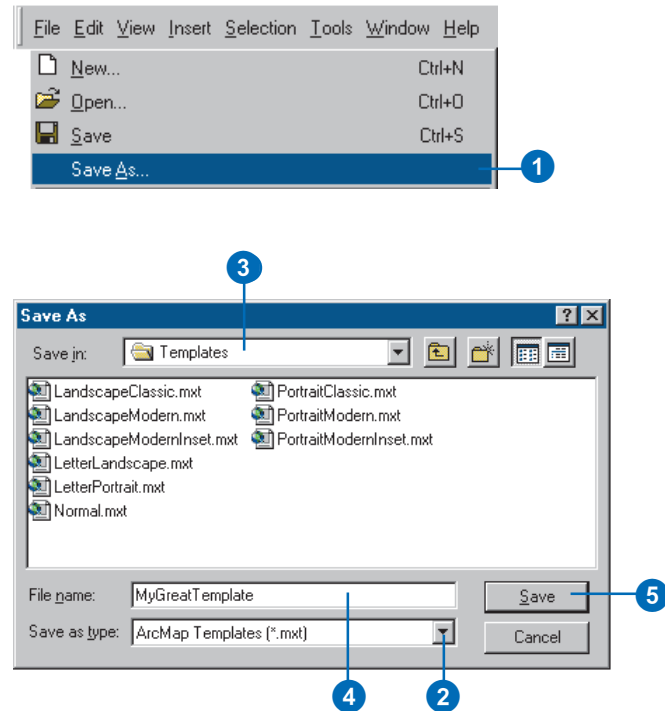 File Edit View Insert Selection Tools Window Help
New... Ctrl+N
Open... Ctrl+O
Save Ctrl+S
Save As... 1
3
Save As ? X
Save in: Templates
LandscapeClassic.mxt PortraitClassic.mxt
LandscapeModern.mxt PortraitModern.mxt
LandscapeModernInset.mxt PortraitModernInset.mxt
LetterLandscape.mxt
LetterPortrait.mxt
Normal.mxt
File name: MyGreatTemplate Save 5
Save as type: ArcMap Templates (*.mxt) Cancel
4 2